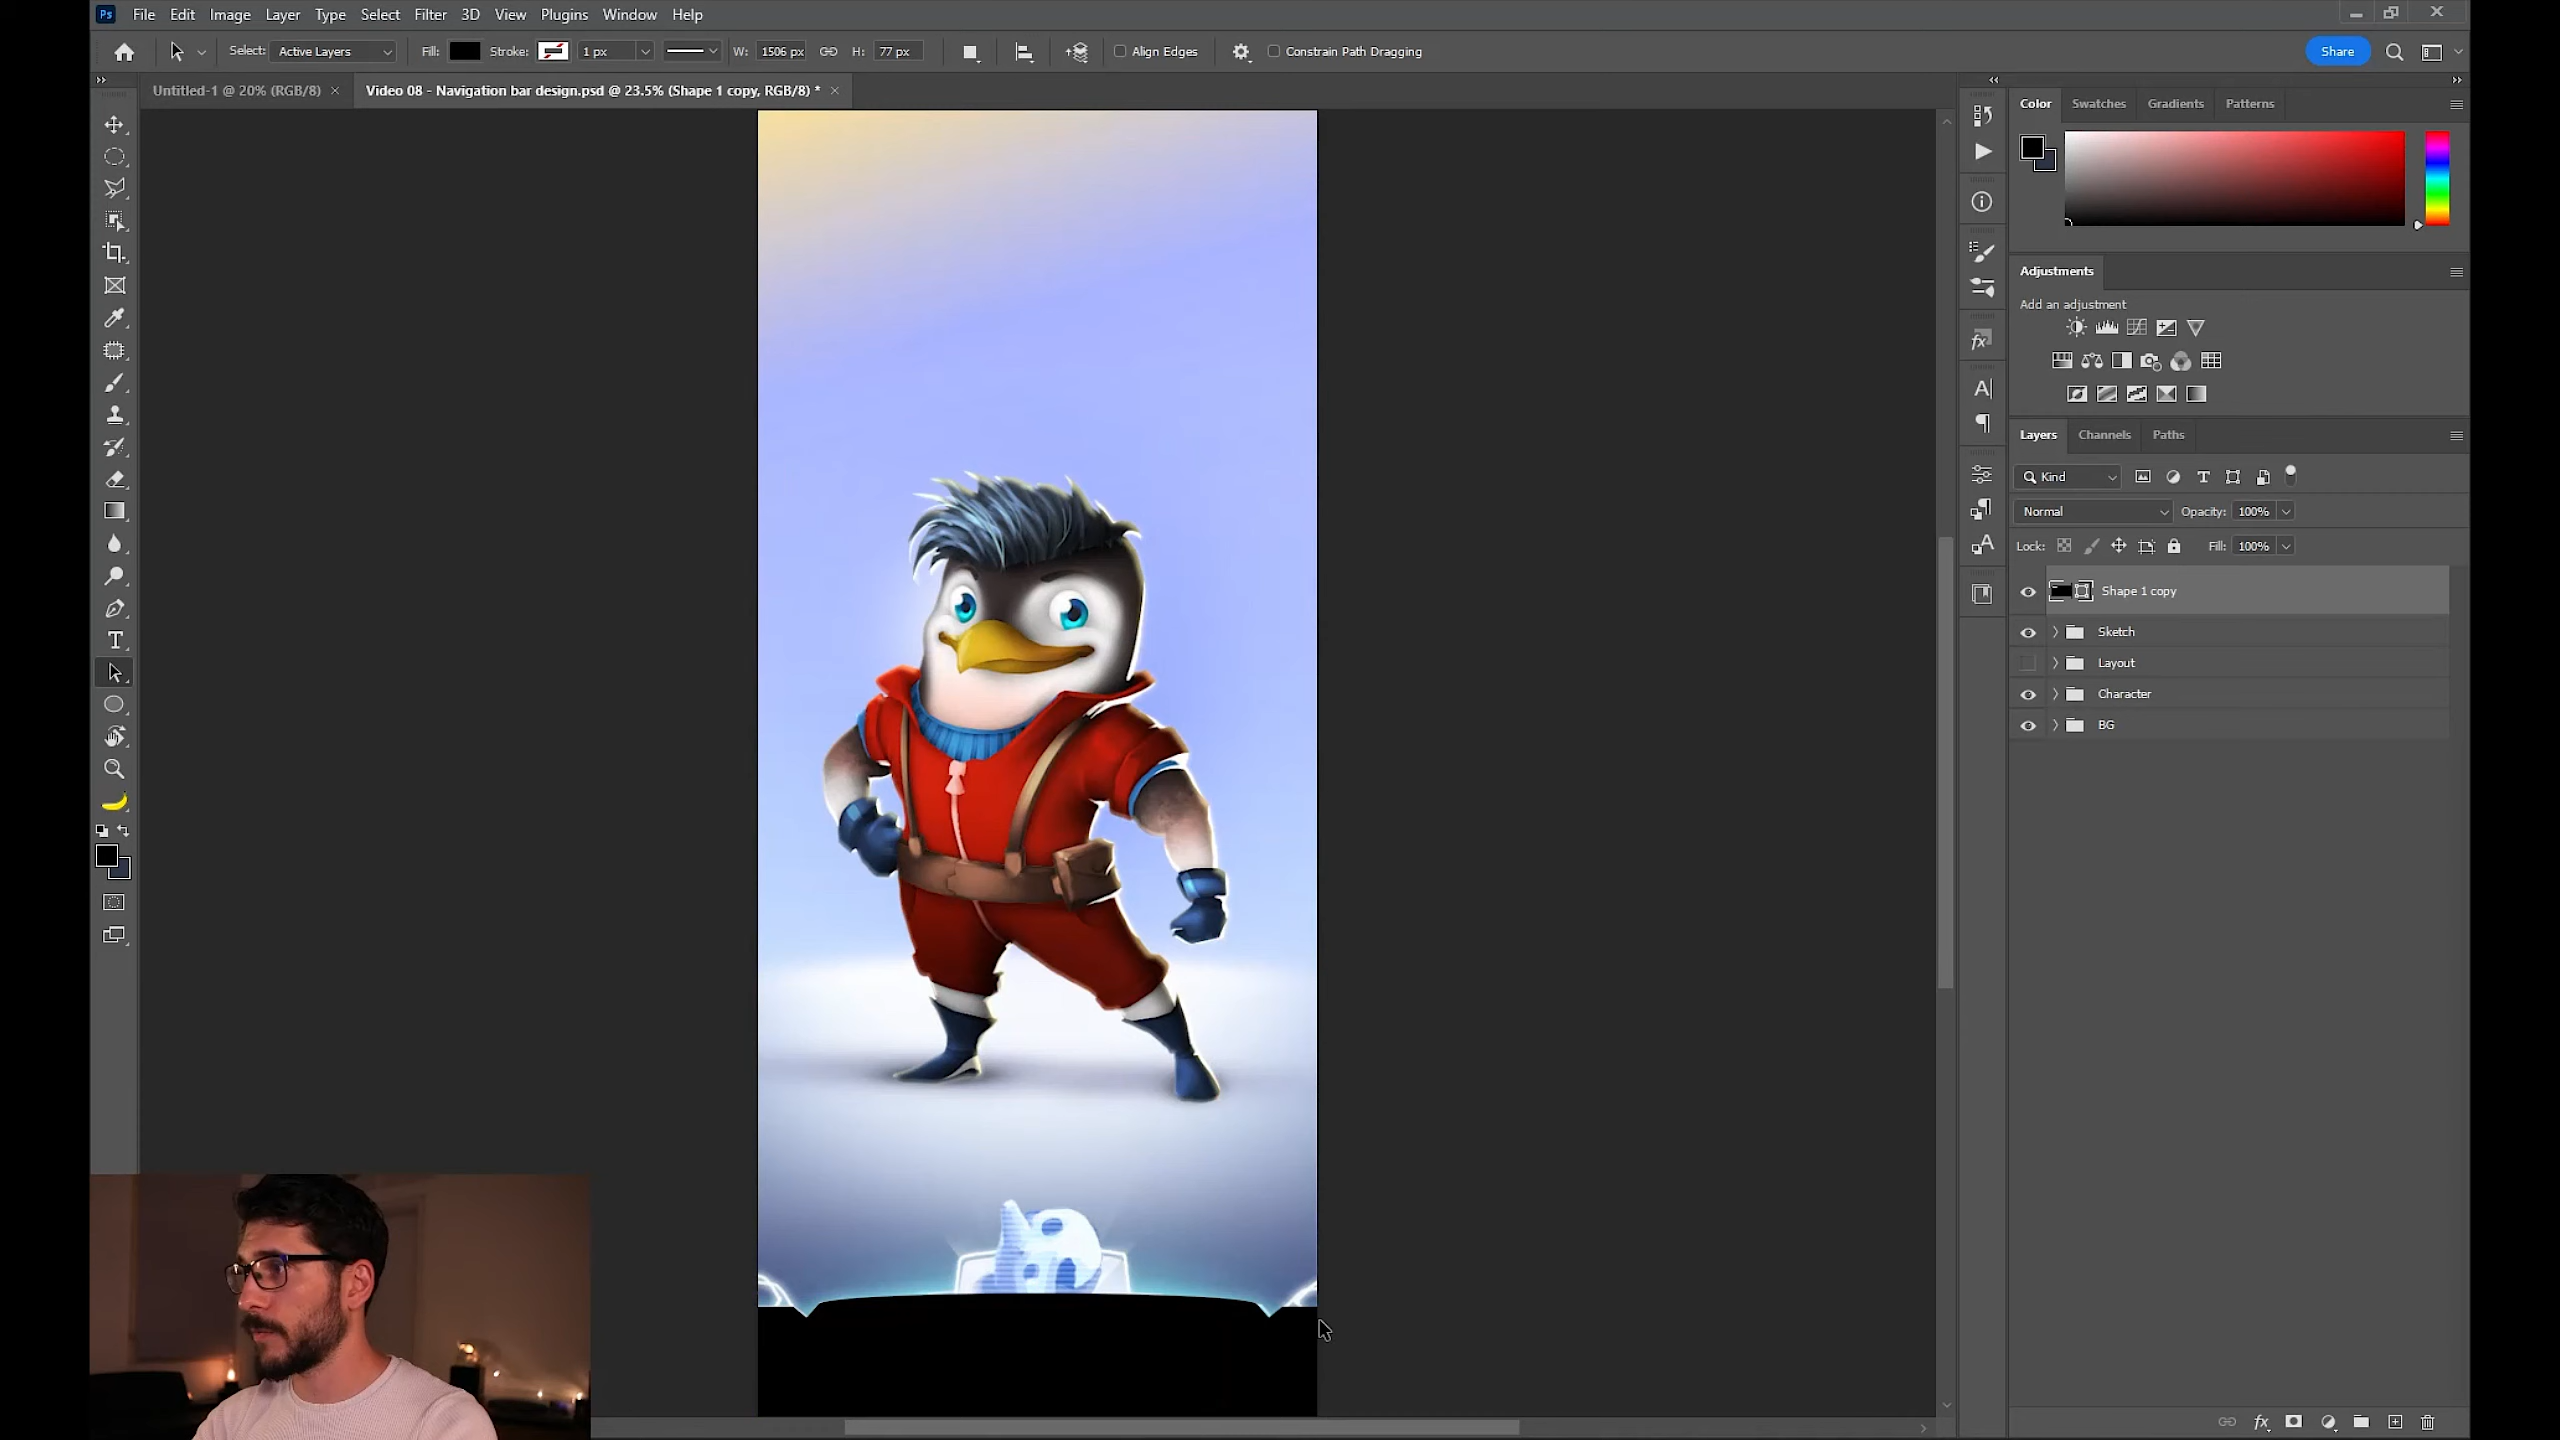 Ps File Edit Image Layer Type Select Filter 3D View Plugins Window Help
Select: Active Layers Fill: Stroke: 1 px W: 1506 px H: 77 px Align Edges Constrain Path Dragging Share
Untitled-1 @ 20% (RGB/8) × Video 08 - Navigation bar design.psd @ 23.5% (Shape 1 copy, RGB/8) * ×
Color Swatches Gradients Patterns
Adjustments
Add an adjustment
Layers Channels Paths
Kind
Normal Opacity: 100%
Lock: Fill: 100%
Shape 1 copy
Sketch
Layout
Character
BG